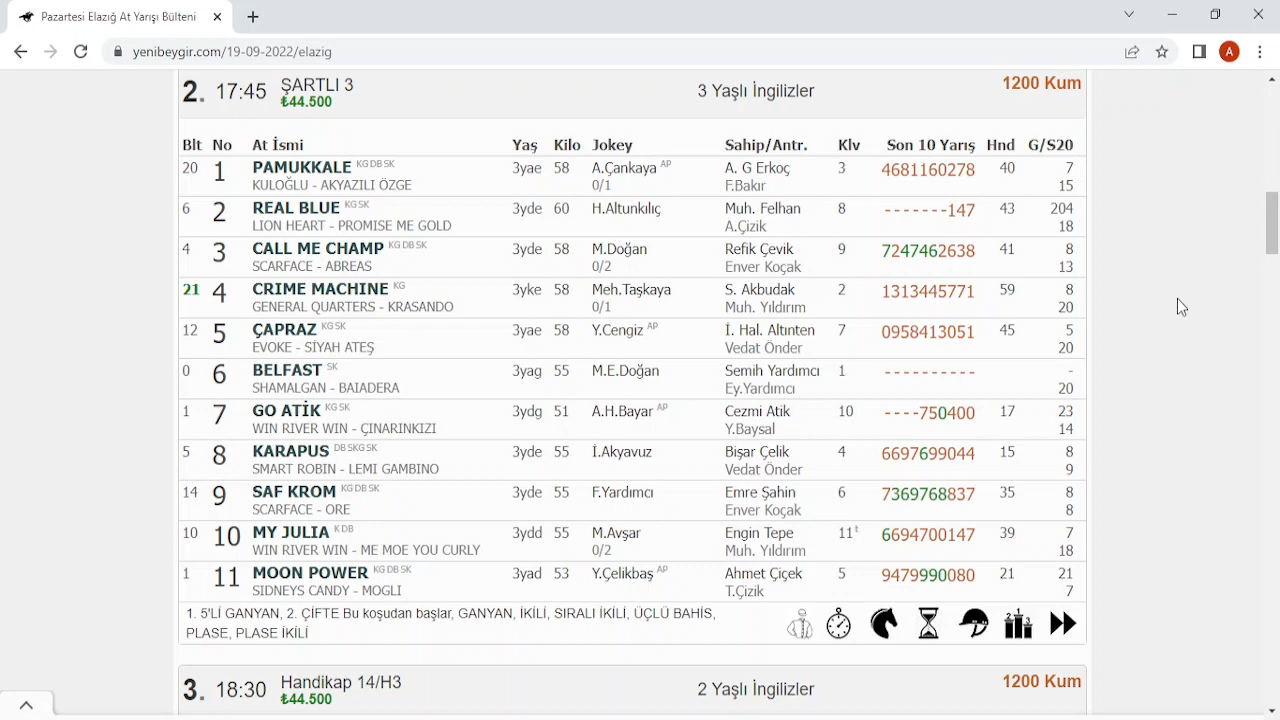 Pazartesi Elazığ At Yarışı Bülteni
yenibeygir.com/19-09-2022/elazig
A
2. 17:45 ŞARTLI 3 3 Yaşlı İngilizler 1200 Kum
₺44.500
Blt No At İsmi Yaş Kilo Jokey Sahip/Antr. Klv Son 10 Yarış Hnd G/S20
20 1 PAMUKKALE KG DB SK 3yae 58 A.Çankaya AP A. G Erkoç 3 4681160278 40 7
KULOĞLU - AKYAZILI ÖZGE 0/1 F.Bakır 15
6 2 REAL BLUE KG SK 3yde 60 H.Altunkılıç Muh. Felhan 8 -------147 43 204
LION HEART - PROMISE ME GOLD A.Çizik 18
4 3 CALL ME CHAMP KG DB SK 3yde 58 M.Doğan Refik Çevik 9 7247462638 41 8
SCARFACE - ABREAS 0/2 Enver Koçak 13
21 4 CRIME MACHINE KG 3yke 58 Meh.Taşkaya S. Akbudak 2 1313445771 59 8
GENERAL QUARTERS - KRASANDO 0/1 Muh. Yıldırım 20
12 5 ÇAPRAZ KG SK 3yae 58 Y.Cengiz AP İ. Hal. Altınten 7 0958413051 45 5
EVOKE - SİYAH ATEŞ Vedat Önder 20
0 6 BELFAST SK 3yag 55 M.E.Doğan Semih Yardımcı 1 ---------- -
SHAMALGAN - BAIADERA Ey.Yardımcı 20
1 7 GO ATİK KG SK 3ydg 51 A.H.Bayar AP Cezmi Atik 10 ----750400 17 23
WIN RIVER WIN - ÇINARINKIZI Y.Baysal 14
5 8 KARAPUS DB SKG SK 3yde 55 İ.Akyavuz Bişar Çelik 4 6697699044 15 8
SMART ROBIN - LEMI GAMBINO Vedat Önder 9
14 9 SAF KROM KG DB SK 3yde 55 F.Yardımcı Emre Şahin 6 7369768837 35 8
SCARFACE - ORE Enver Koçak 8
10 10 MY JULIA K DB 3ydd 55 M.Avşar Engin Tepe 11t 6694700147 39 7
WIN RIVER WIN - ME MOE YOU CURLY 0/2 Muh. Yıldırım 18
1 11 MOON POWER KG DB SK 3yad 53 Y.Çelikbaş AP Ahmet Çiçek 5 9479990080 21 21
SIDNEYS CANDY - MOGLI T.Çizik 7
1. 5'Lİ GANYAN, 2. ÇİFTE Bu koşudan başlar, GANYAN, İKİLİ, SIRALI İKİLİ, ÜÇLÜ BAHİS,
PLASE, PLASE İKİLİ
2 1 3
3. 18:30 Handikap 14/H3 2 Yaşlı İngilizler 1200 Kum
₺44.500